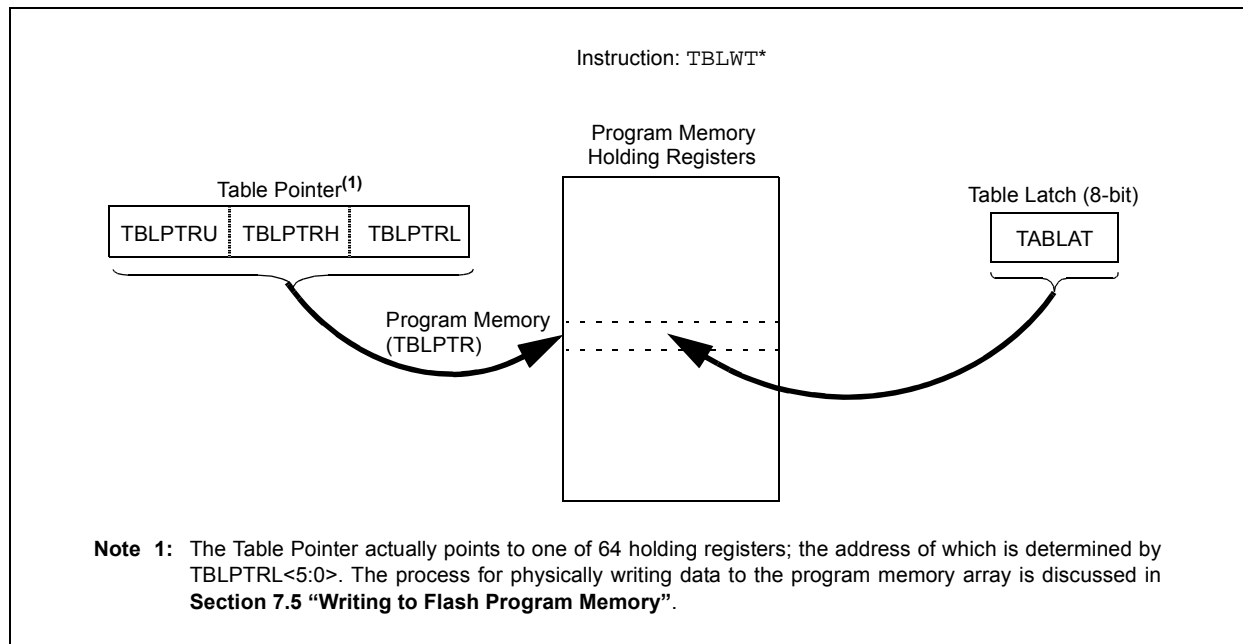 Instruction: TBLWT*
Program Memory
Holding Registers
Table Pointer(1)
Table Latch (8-bit)
TBLPTRU TBLPTRH TBLPTRL
TABLAT
Program Memory
(TBLPTR)
Note 1: The Table Pointer actually points to one of 64 holding registers; the address of which is determined by
TBLPTRL<5:0>. The process for physically writing data to the program memory array is discussed in
Section 7.5 “Writing to Flash Program Memory”.